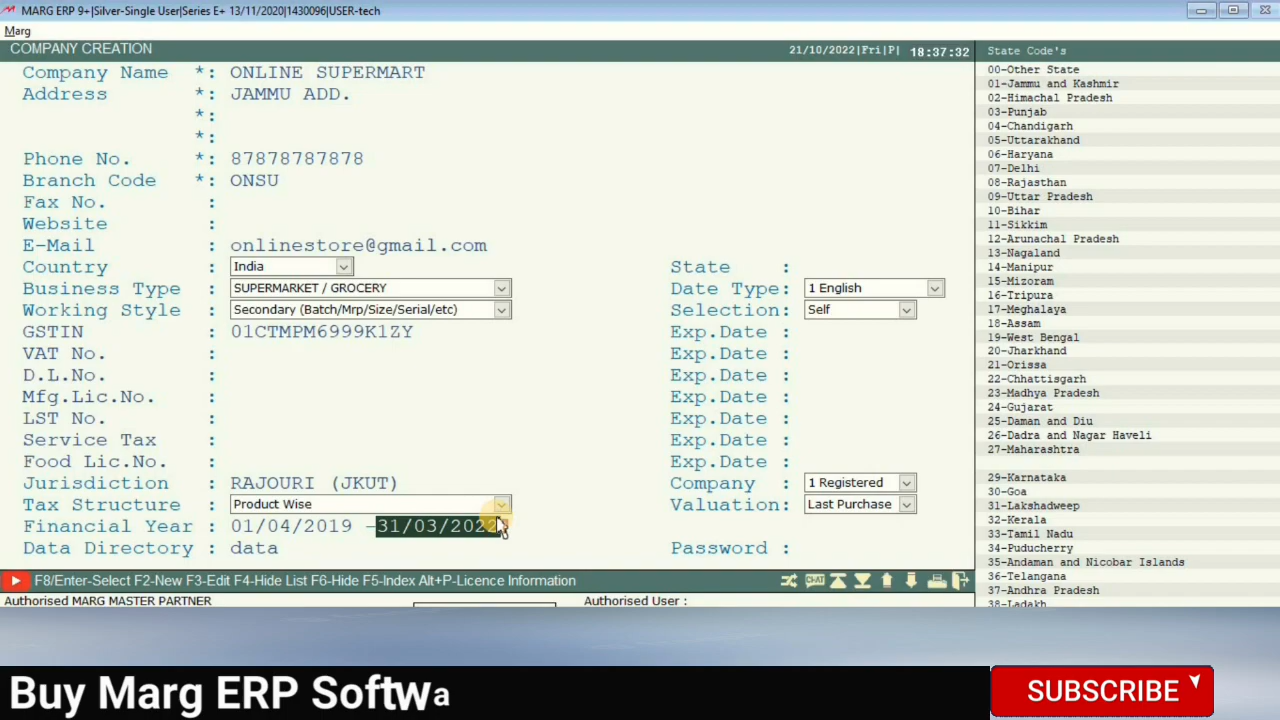 MARG ERP 9+|Silver-Single User|Series E+ 13/11/2020|1430096|USER-tech
Marg
COMPANY CREATION 21/10/2022|Fri|P| 18:37:32
Company Name *: ONLINE SUPERMART
Address *: JAMMU ADD.
*:
*:
Phone No. *: 87878787878
Branch Code *: ONSU
Fax No. :
Website :
E-Mail : onlinestore@gmail.com
Country : India State :
Business Type : SUPERMARKET / GROCERY Date Type: 1 English
Working Style : Secondary (Batch/Mrp/Size/Serial/etc) Selection: Self
GSTIN : 01CTMPM6999K1ZY Exp.Date :
VAT No. : Exp.Date :
D.L.No. : Exp.Date :
Mfg.Lic.No. : Exp.Date :
LST No. : Exp.Date :
Service Tax : Exp.Date :
Food Lic.No. : Exp.Date :
Jurisdiction : RAJOURI (JKUT) Company : 1 Registered
Tax Structure : Product Wise Valuation: Last Purchase
Financial Year : 01/04/2019 -31/03/2022
Data Directory : data Password :
F8/Enter-Select F2-New F3-Edit F4-Hide List F6-Hide F5-Index Alt+P-Licence Information
CHAT
Authorised MARG MASTER PARTNER Authorised User :
State Code's
00-Other State
01-Jammu and Kashmir
02-Himachal Pradesh
03-Punjab
04-Chandigarh
05-Uttarakhand
06-Haryana
07-Delhi
08-Rajasthan
09-Uttar Pradesh
10-Bihar
11-Sikkim
12-Arunachal Pradesh
13-Nagaland
14-Manipur
15-Mizoram
16-Tripura
17-Meghalaya
18-Assam
19-West Bengal
20-Jharkhand
21-Orissa
22-Chhattisgarh
23-Madhya Pradesh
24-Gujarat
25-Daman and Diu
26-Dadra and Nagar Haveli
27-Maharashtra
29-Karnataka
30-Goa
31-Lakshadweep
32-Kerala
33-Tamil Nadu
34-Puducherry
35-Andaman and Nicobar Islands
36-Telangana
37-Andhra Pradesh
38-Ladakh
Buy Marg ERP Softwa
SUBSCRIBE